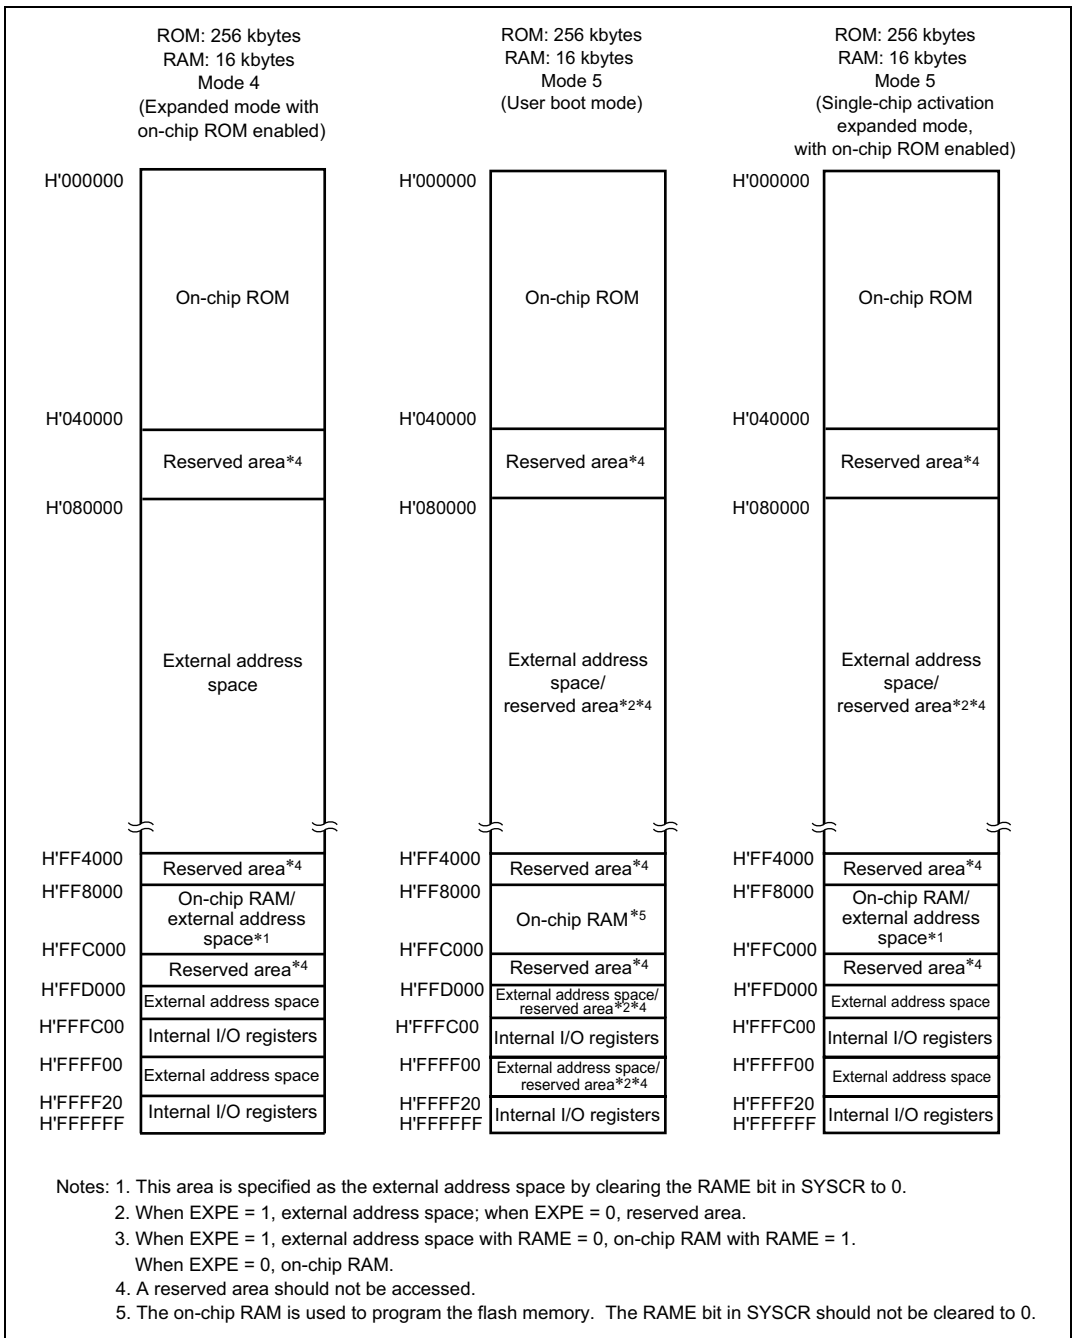 ROM: 256 kbytes
RAM: 16 kbytes
Mode 4
(Expanded mode with
on-chip ROM enabled)
H'000000
On-chip ROM
H'040000
Reserved area*4
H'080000
External address
space
H'FF4000
Reserved area*4
H'FF8000
On-chip RAM/
external address
space*1
H'FFC000
Reserved area*4
H'FFD000
External address space
H'FFFC00
Internal I/O registers
H'FFFF00
External address space
H'FFFF20
Internal I/O registers
H'FFFFFF
ROM: 256 kbytes
RAM: 16 kbytes
Mode 5
(User boot mode)
H'000000
On-chip ROM
H'040000
Reserved area*4
H'080000
External address
space/
reserved area*2*4
H'FF4000
Reserved area*4
H'FF8000
On-chip RAM*5
H'FFC000
Reserved area*4
H'FFD000
External address space/
reserved area*2*4
H'FFFC00
Internal I/O registers
H'FFFF00
External address space/
reserved area*2*4
H'FFFF20
Internal I/O registers
H'FFFFFF
ROM: 256 kbytes
RAM: 16 kbytes
Mode 5
(Single-chip activation
expanded mode,
with on-chip ROM enabled)
H'000000
On-chip ROM
H'040000
Reserved area*4
H'080000
External address
space/
reserved area*2*4
H'FF4000
Reserved area*4
H'FF8000
On-chip RAM/
external address
space*1
H'FFC000
Reserved area*4
H'FFD000
External address space
H'FFFC00
Internal I/O registers
H'FFFF00
External address space
H'FFFF20
Internal I/O registers
H'FFFFFF
Notes: 1. This area is specified as the external address space by clearing the RAME bit in SYSCR to 0.
2. When EXPE = 1, external address space; when EXPE = 0, reserved area.
3. When EXPE = 1, external address space with RAME = 0, on-chip RAM with RAME = 1.
When EXPE = 0, on-chip RAM.
4. A reserved area should not be accessed.
5. The on-chip RAM is used to program the flash memory. The RAME bit in SYSCR should not be cleared to 0.